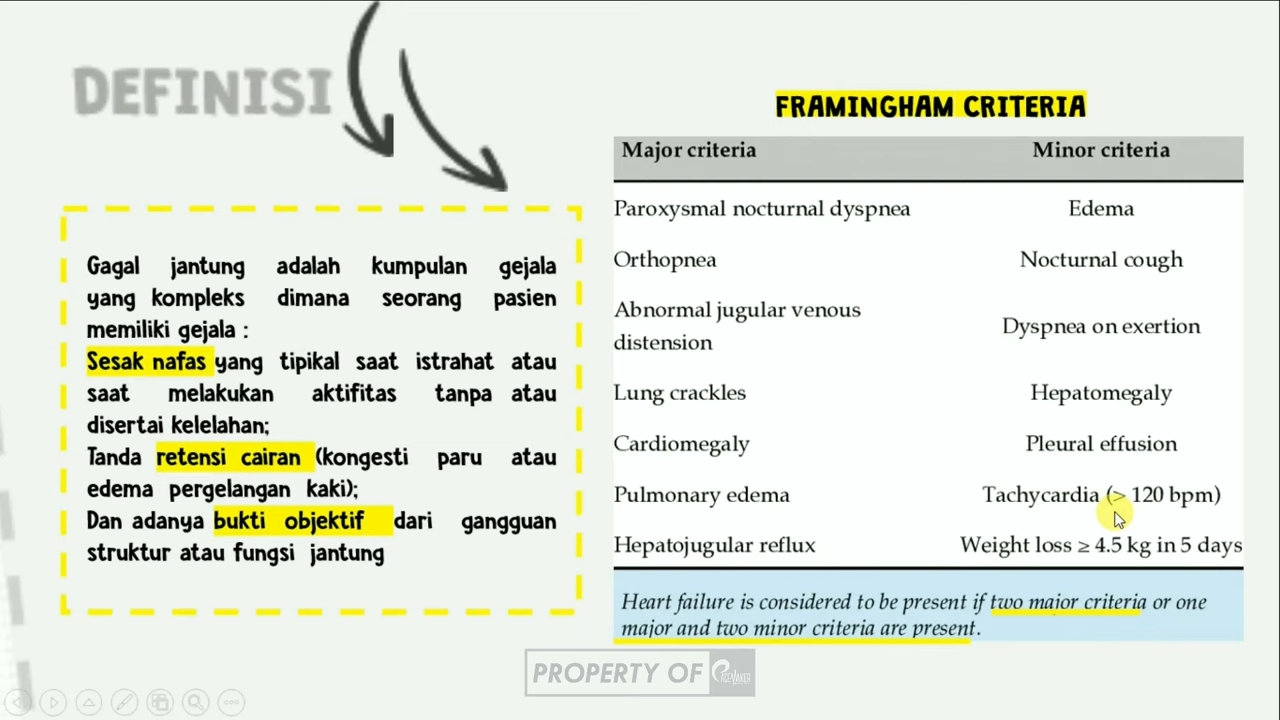 DEFINISI
Gagal jantung adalah kumpulan gejala
yang kompleks dimana seorang pasien
memiliki gejala :
Sesak nafas yang tipikal saat istrahat atau
saat melakukan aktifitas tanpa atau
disertai kelelahan;
Tanda retensi cairan (kongesti paru atau
edema pergelangan kaki);
Dan adanya bukti objektif dari gangguan
struktur atau fungsi jantung
FRAMINGHAM CRITERIA
Major criteria Minor criteria
Paroxysmal nocturnal dyspnea Edema
Orthopnea Nocturnal cough
Abnormal jugular venous
distension Dyspnea on exertion
Lung crackles Hepatomegaly
Cardiomegaly Pleural effusion
Pulmonary edema Tachycardia (> 120 bpm)
Hepatojugular reflux Weight loss ≥ 4.5 kg in 5 days
Heart failure is considered to be present if two major criteria or one
major and two minor criteria are present.
PROPERTY OF